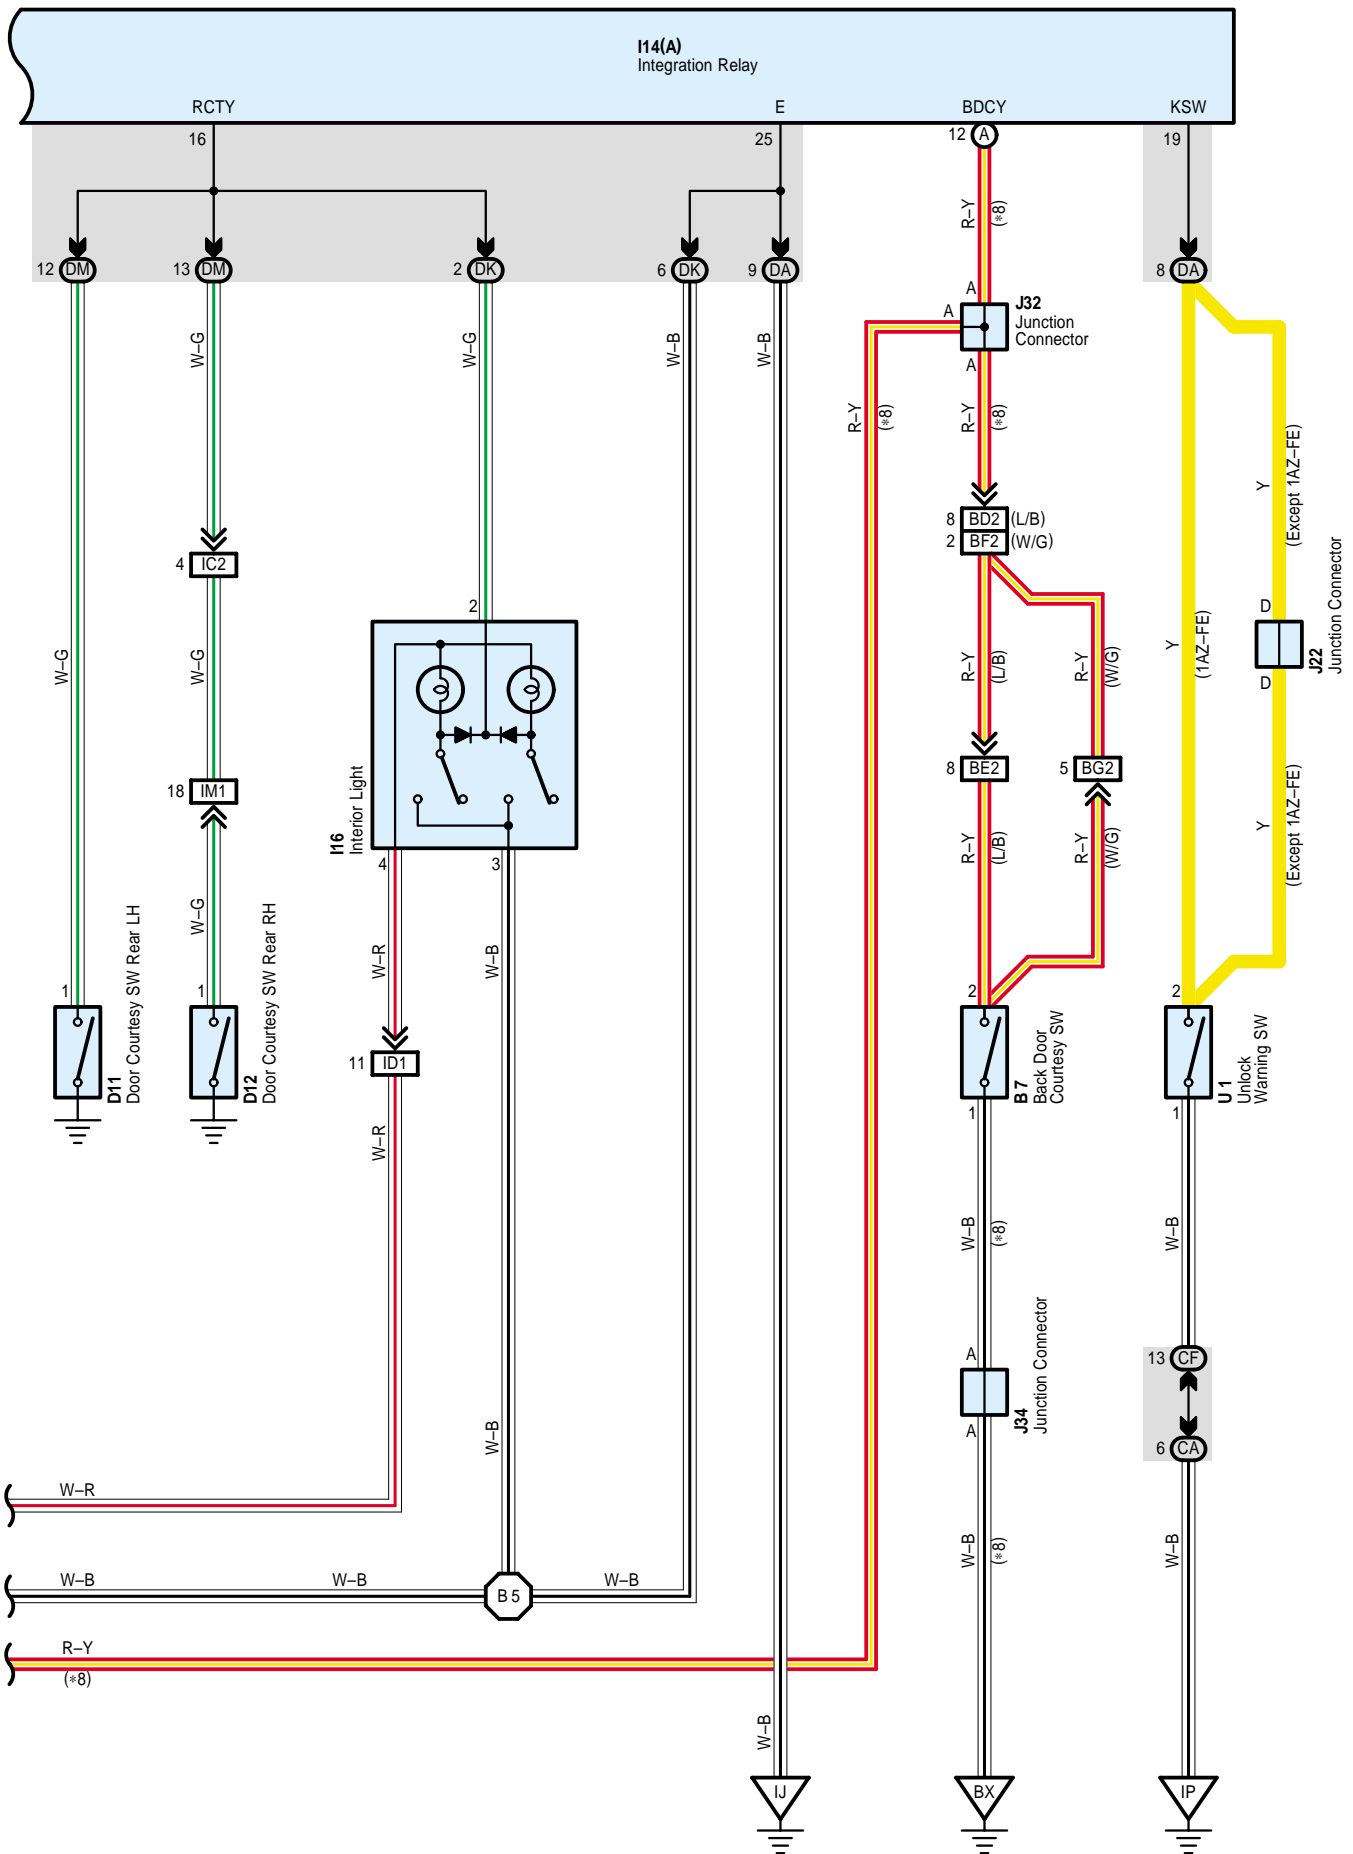 I14(A)
Integration Relay
RCTY
E
BDCY
KSW
16
25
12 A
19
12 DM
13 DM
2 DK
6 DK
9 DA
8 DA
R–Y
(∗8)
A
A
J32
Junction
Connector
A
W–G
W–G
W–B
W–B
R–Y
(∗8)
R–Y
(∗8)
Y
(Except 1AZ–FE)
8 BD2 (L/B)
2 BF2 (W/G)
4 IC2
2
D
D
J22
Junction Connector
W–G
W–G
R–Y
(L/B)
R–Y
(W/G)
Y
(1AZ–FE)
18 IM1
8 BE2
5 BG2
I16
Interior Light
4
3
R–Y
(L/B)
R–Y
(W/G)
Y
(Except 1AZ–FE)
W–G
W–R
W–B
1
1
2
2
D11
Door Courtesy SW Rear LH
D12
Door Courtesy SW Rear RH
11 ID1
B 7
Back Door
Courtesy SW
U 1
Unlock
Warning SW
1
1
W–R
W–B
(∗8)
W–B
A
J34
Junction Connector
A
13 CF
6 CA
W–B
W–R
W–B
(∗8)
W–B
W–B
W–B
B 5
W–B
R–Y
(∗8)
W–B
IJ
BX
IP